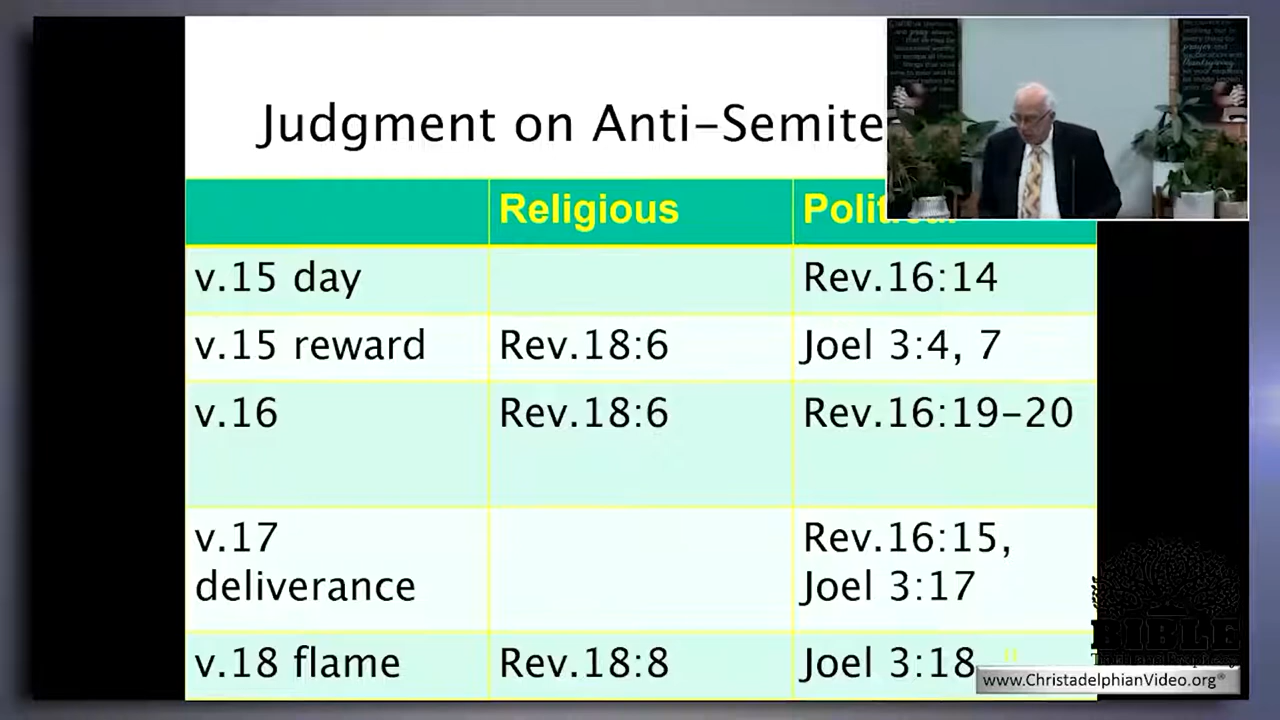 Judgment on Anti-Semite
Religious
Political
v.15 day
Rev.16:14
v.15 reward
Rev.18:6
Joel 3:4, 7
v.16
Rev.18:6
Rev.16:19-20
v.17
deliverance
Rev.16:15,
Joel 3:17
v.18 flame
Rev.18:8
Joel 3:18
BIBLE
www.ChristadelphianVideo.org®